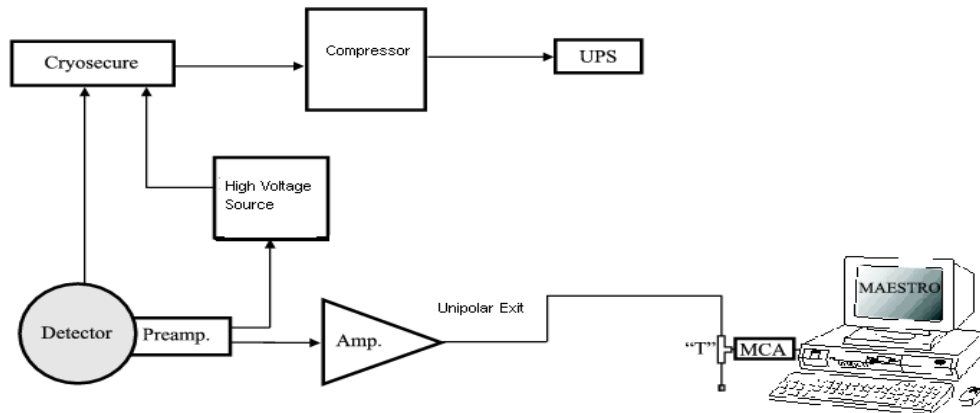 Cryosecure
Compressor
UPS
High Voltage
Source
Detector
Preamp.
Amp.
Unipolar Exit
“T”
MCA
MAESTRO